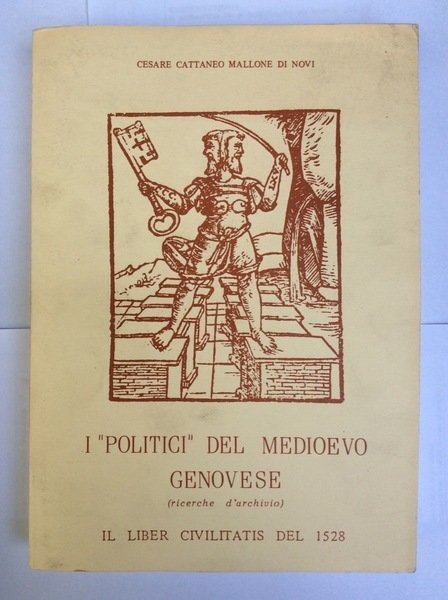 CESARE CATTANEO MALLONE DI NOVI
I "POLITICI" DEL MEDIOEVO
GENOVESE
(ricerche d'archivio)
IL LIBER CIVILITATIS DEL 1528